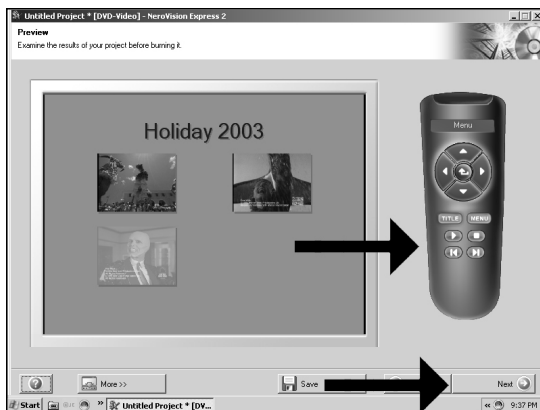 Untitled Project * [DVD-Video] - NeroVision Express 2
Preview
Examine the results of your project before burning it.
Holiday 2003
Menu
TITLE MENU
More >>
Save
Next
Start
Untitled Project * [DV...
9:37 PM